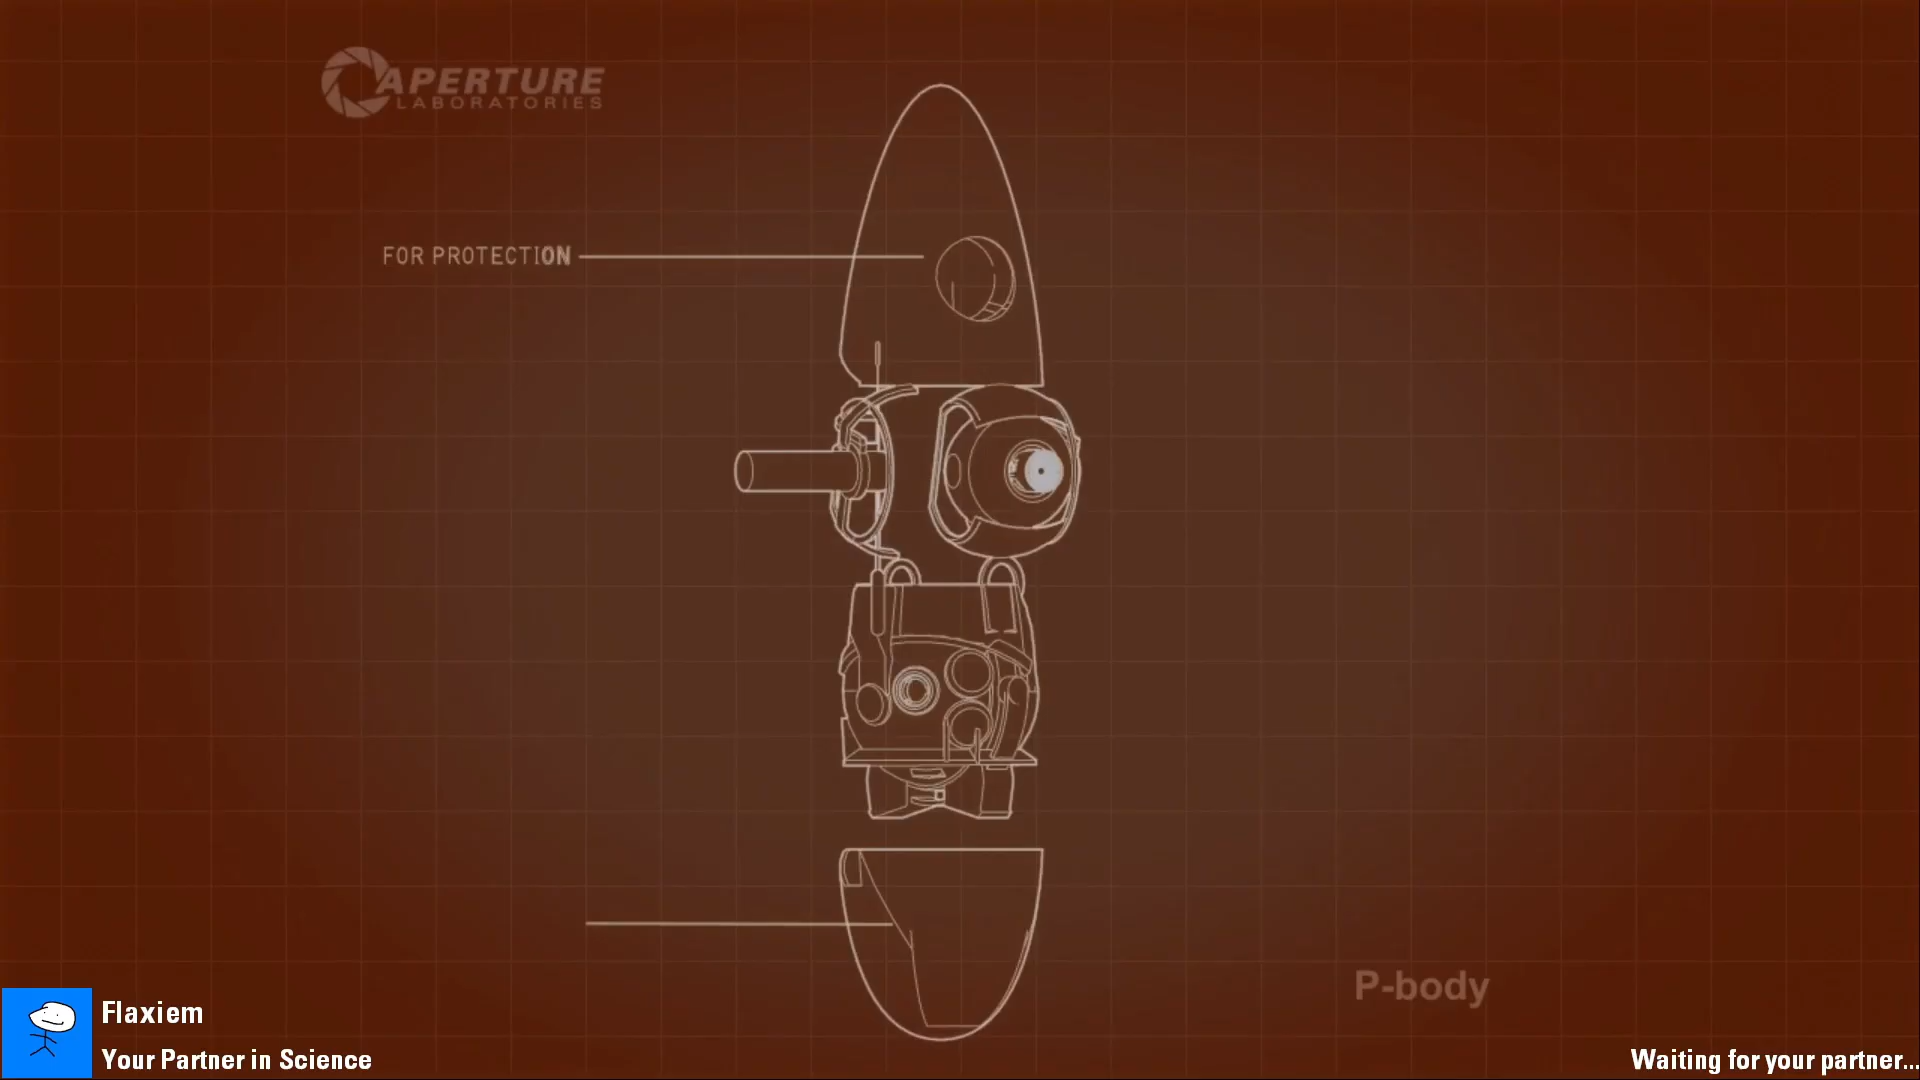 APERTURE
LABORATORIES
FOR PROTECTION
P-body
Flaxiem
Your Partner in Science
Waiting for your partner...